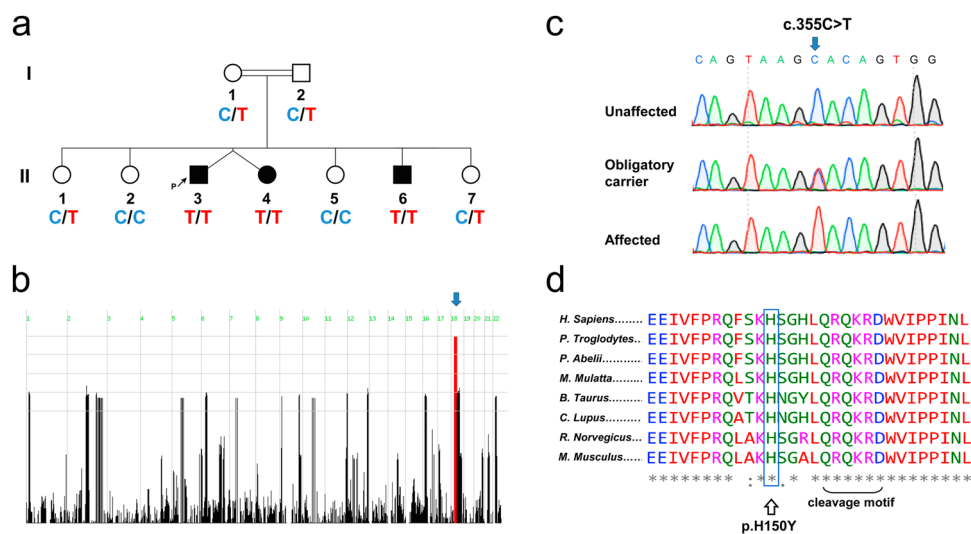 a
I
1
2
C/T
C/T
II
P
1
2
3
4
5
6
7
C/T
C/C
T/T
T/T
C/C
T/T
C/T
b
1 2 3 4 5 6 7 8 9 10 11 12 13 14 15 16 17 18 19 20 21 22
c
c.355C>T
C A G T A A G C A C A G T G G
Unaffected
Obligatory
carrier
Affected
d
H. Sapiens......... EEIVFPRQFSKHSGHLQRQKRDWVIPPINL
P. Troglodytes.. EEIVFPRQFSKHSGHLQRQKRDWVIPPINL
P. Abelii............ EEIVFPRQFSKHSGHLQRQKRDWVIPPINL
M. Mulatta......... EEIVFPRQLSKHSGHLQRQKRDWVIPPINL
B. Taurus.......... EEIVFPRQVTKHNGYLQRQKRDWVIPPINL
C. Lupus........... EEIVFPRQATKHNGHLQRQKRDWVIPPINL
R. Norvegicus.... EEIVFPRQLAKHSGRLQRQKRDWVIPPINL
M. Musculus...... EEIVFPRQLAKHSGALQRQKRDWVIPPINL
******** :**.* ***************
cleavage motif
p.H150Y